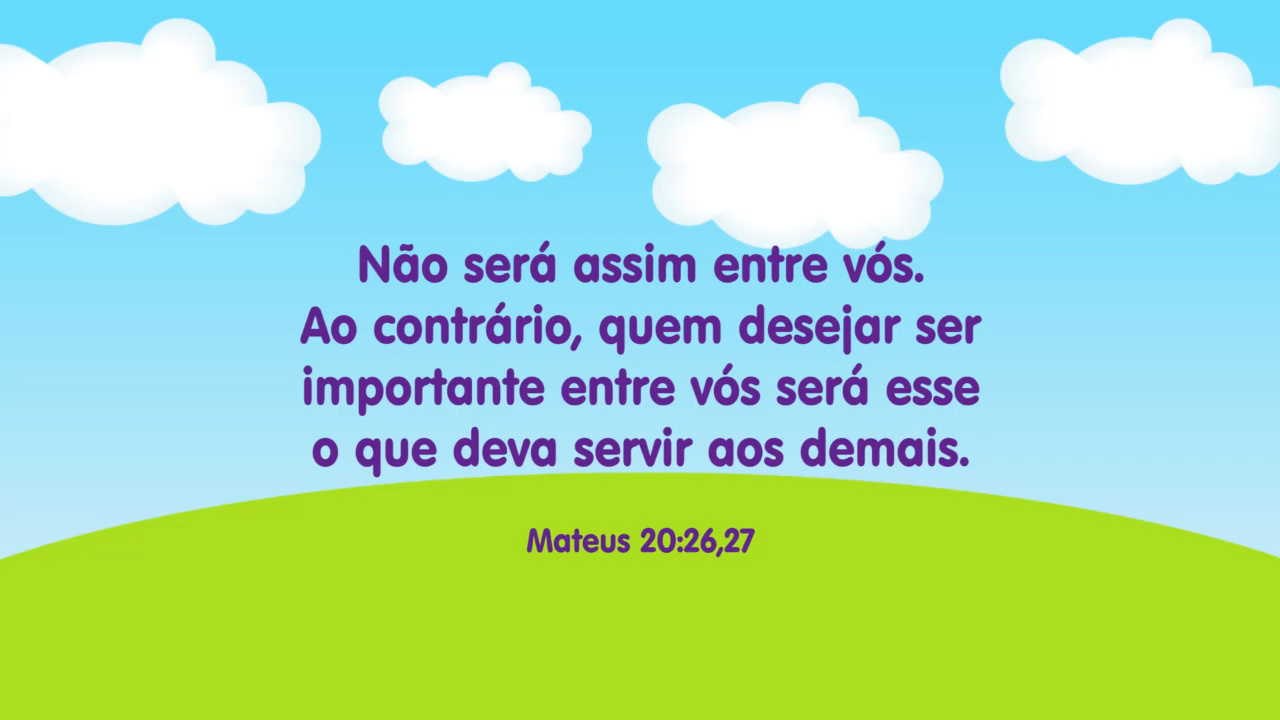 Não será assim entre vós.
Ao contrário, quem desejar ser
importante entre vós será esse
o que deva servir aos demais.
Mateus 20:26,27